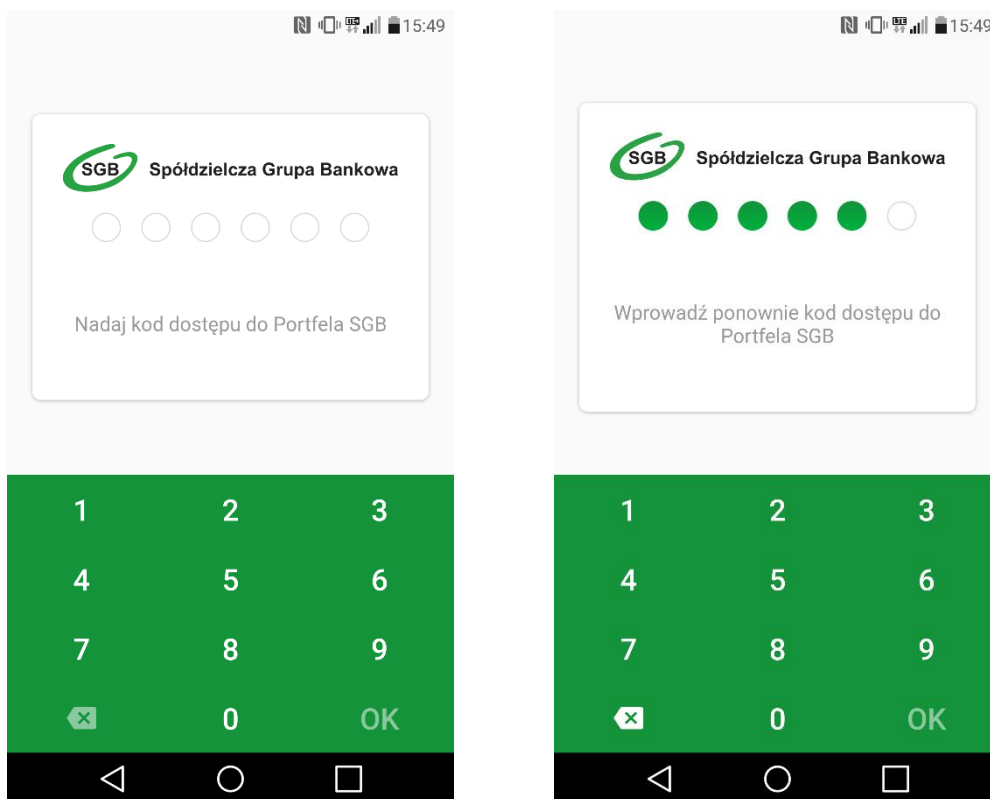 15:49
SGB Spółdzielcza Grupa Bankowa
Nadaj kod dostępu do Portfela SGB
1 2 3
4 5 6
7 8 9
0 OK
15:49
SGB Spółdzielcza Grupa Bankowa
Wprowadź ponownie kod dostępu do
Portfela SGB
1 2 3
4 5 6
7 8 9
0 OK